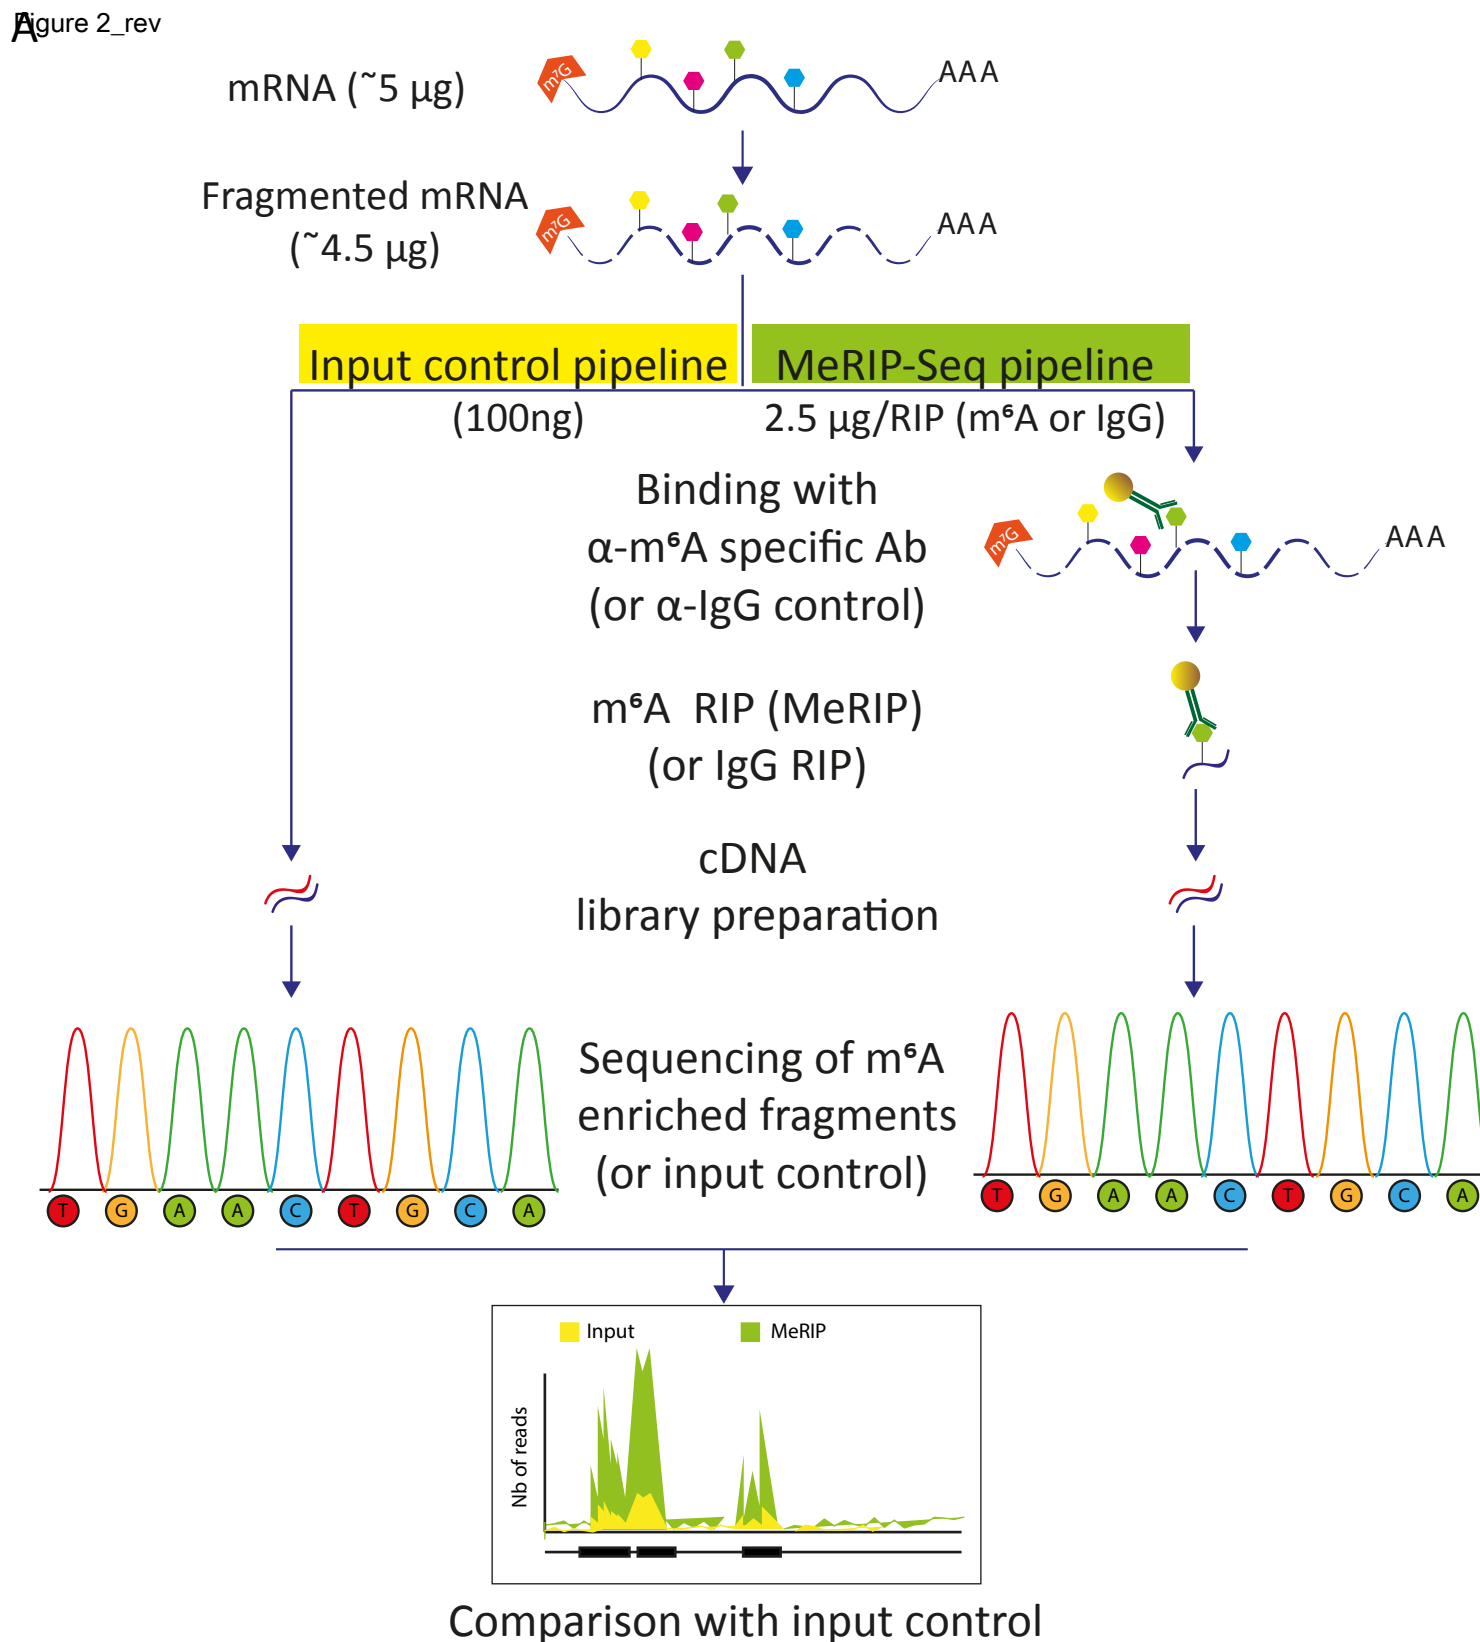 A
Figure 2_rev
mRNA (~5 µg)
m⁷G
AAA
Fragmented mRNA
(~4.5 µg)
m⁷G
AAA
Input control pipeline
MeRIP-Seq pipeline
(100ng)
2.5 µg/RIP (m⁶A or IgG)
Binding with
α-m⁶A specific Ab
(or α-IgG control)
m⁷G
AAA
m⁶A RIP (MeRIP)
(or IgG RIP)
cDNA
library preparation
Sequencing of m⁶A
enriched fragments
(or input control)
T G A A C T G C A
T G A A C T G C A
Input
MeRIP
Nb of reads
Comparison with input control